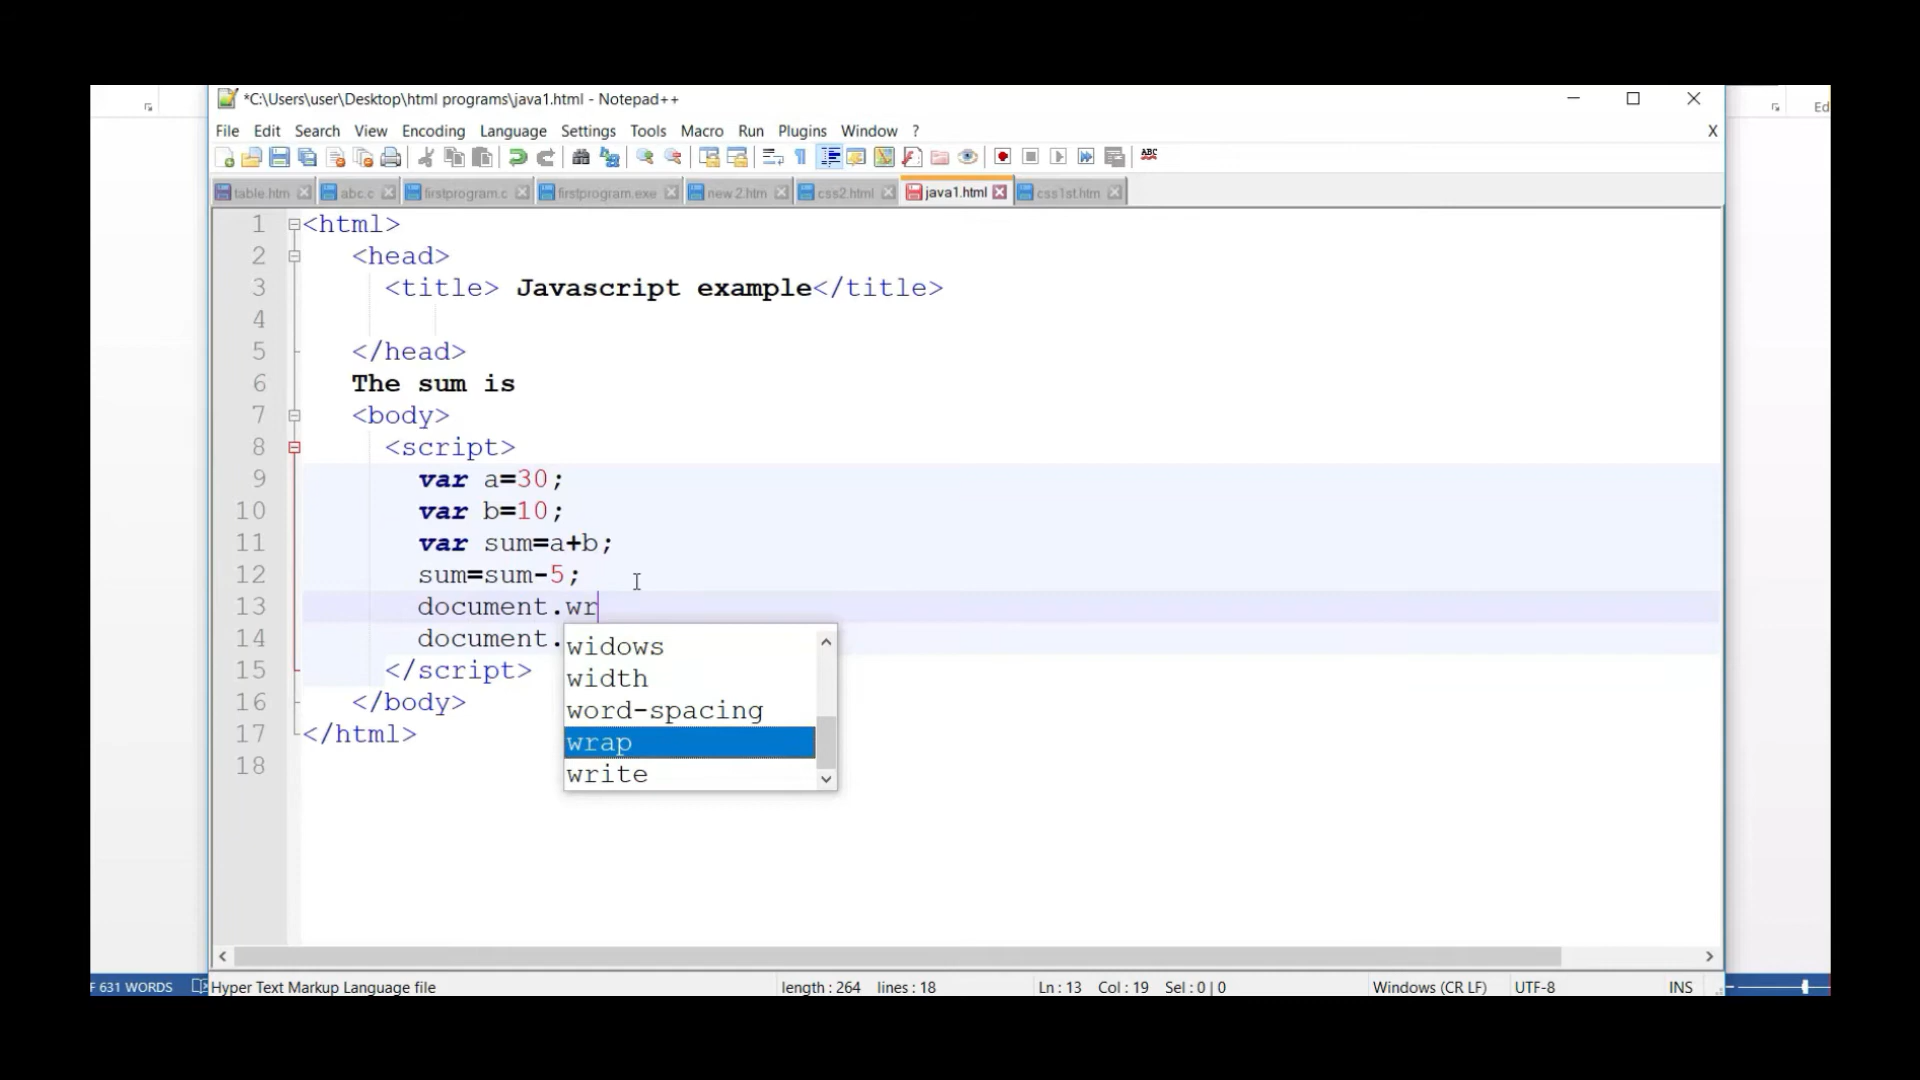 Ed
*C:\Users\user\Desktop\html programs\java1.html - Notepad++
File Edit Search View Encoding Language Settings Tools Macro Run Plugins Window ? X
ABC
table.htm abc.c firstprogram.c firstprogram.exe new 2.htm css2.html java1.html css1st.htm
1 <html>
2 <head>
3 <title> Javascript example</title>
4
5 </head>
6 The sum is
7 <body>
8 <script>
9 var a=30;
10 var b=10;
11 var sum=a+b;
12 sum=sum-5;
13 document.wr
14 document.
15 </script>
16 </body>
17 </html>
18
widows
width
word-spacing
wrap
write
F 631 WORDS Hyper Text Markup Language file length : 264 lines : 18 Ln : 13 Col : 19 Sel : 0 | 0 Windows (CR LF) UTF-8 INS